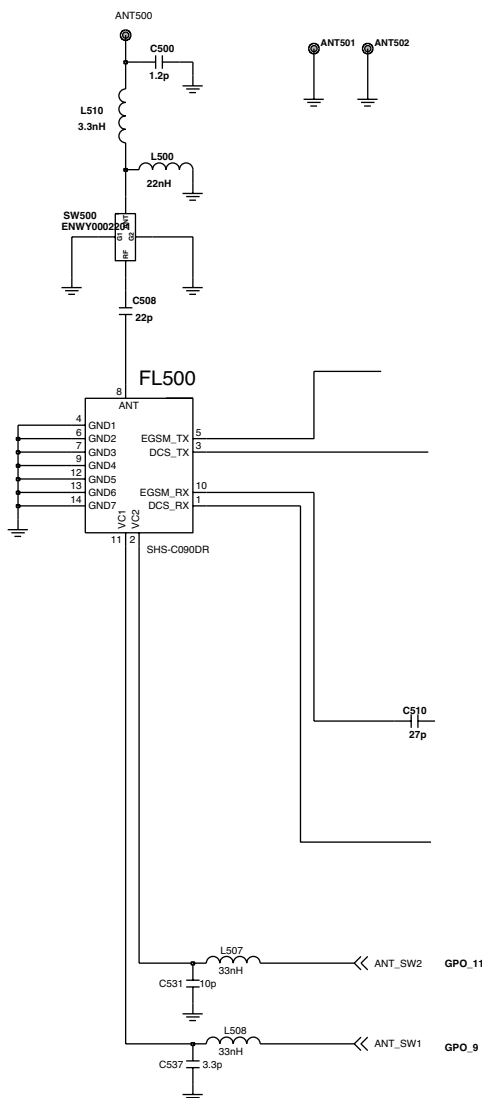 ANT500
C500
1.2p
ANT501
ANT502
L510
3.3nH
L500
22nH
SW500
ENWY0002201
ANT
G1
G2
RF
C508
22p
FL500
8
ANT
4 GND1
6 GND2
7 GND3
9 GND4
12 GND5
13 GND6
14 GND7
EGSM_TX 5
DCS_TX 3
EGSM_RX 10
DCS_RX 1
VC1
VC2
11 2
SHS-C090DR
C510
27p
L507
33nH
ANT_SW2 GPO_11
C531 10p
L508
33nH
ANT_SW1 GPO_9
C537 3.3p